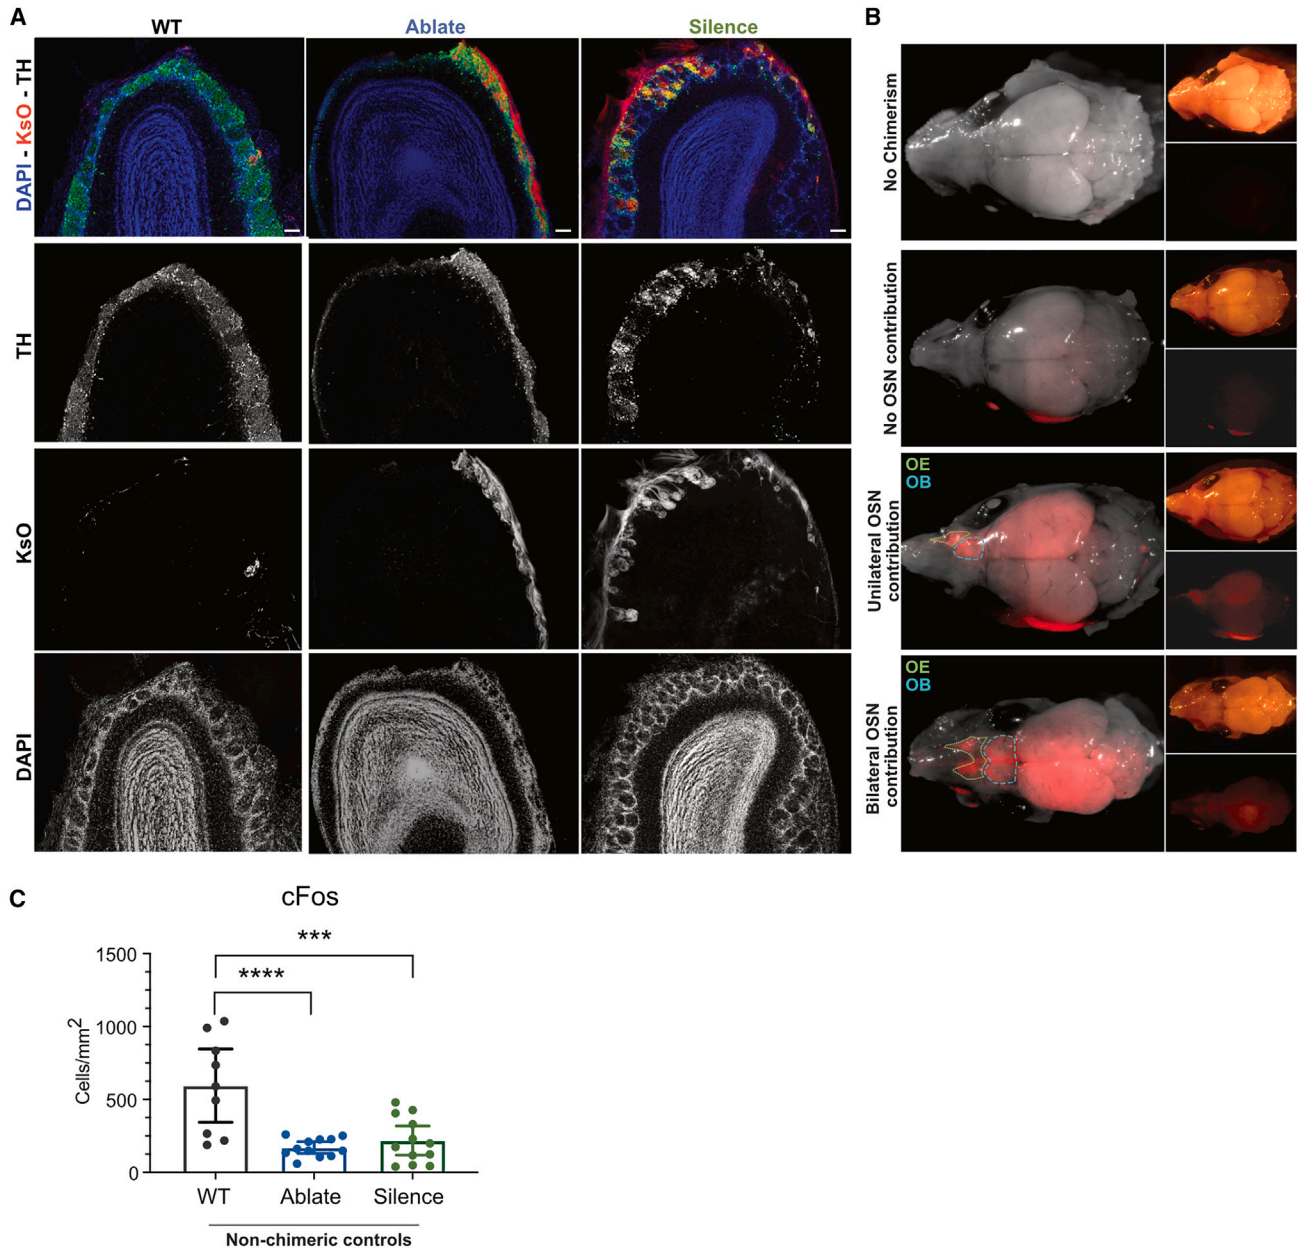 A
WT
Ablate
Silence
DAPI - KsO - TH
TH
KsO
DAPI
B
No Chimerism
No OSN contribution
OE
OB
Unilateral OSN
contribution
OE
OB
Bilateral OSN
contribution
C
cFos
***
****
1500
1000
500
0
Cells/mm2
WT
Ablate
Silence
Non-chimeric controls